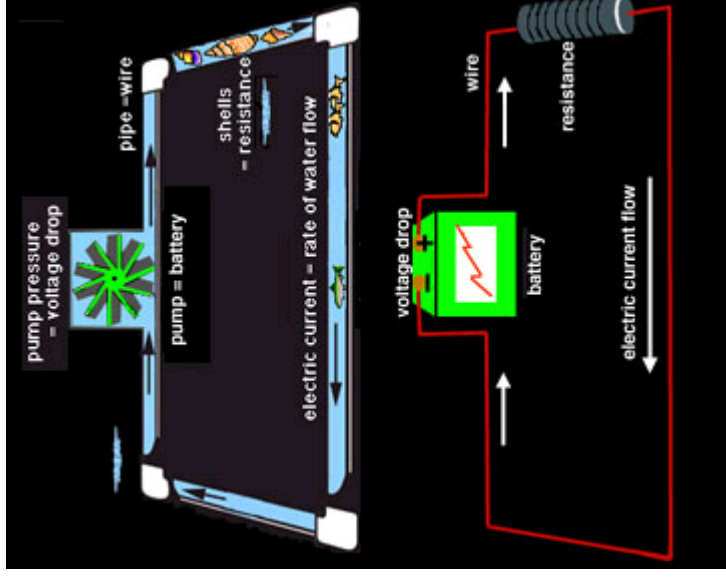 pump pressure
= voltage drop
pipe =wire
pump = battery
shells
= resistance
electric current = rate of water flow
voltage drop
+
-
battery
wire
resistance
electric current flow